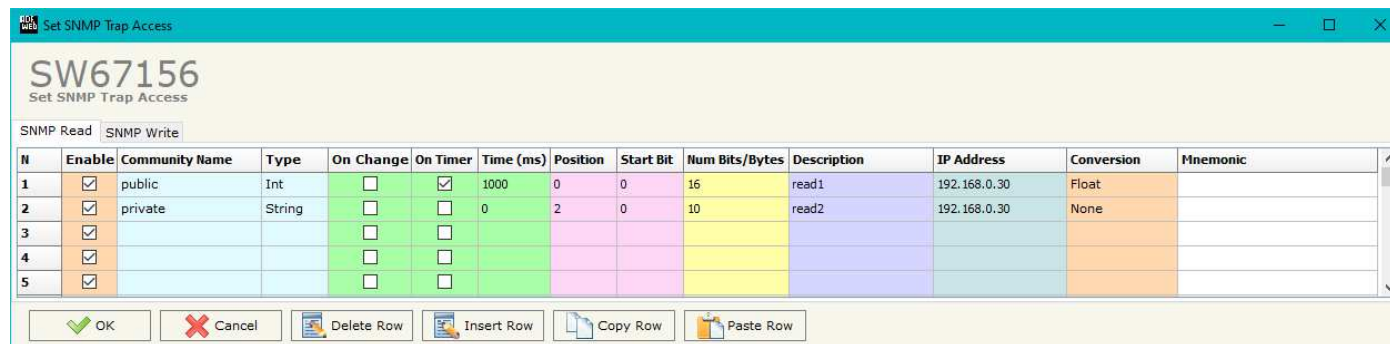 ADF WEB Set SNMP Trap Access
SW67156
Set SNMP Trap Access
SNMP Read SNMP Write
N Enable Community Name Type On Change On Timer Time (ms) Position Start Bit Num Bits/Bytes Description IP Address Conversion Mnemonic
1 public Int 1000 0 0 16 read1 192.168.0.30 Float
2 private String 0 2 0 10 read2 192.168.0.30 None
3
4
5
OK Cancel Delete Row Insert Row Copy Row Paste Row